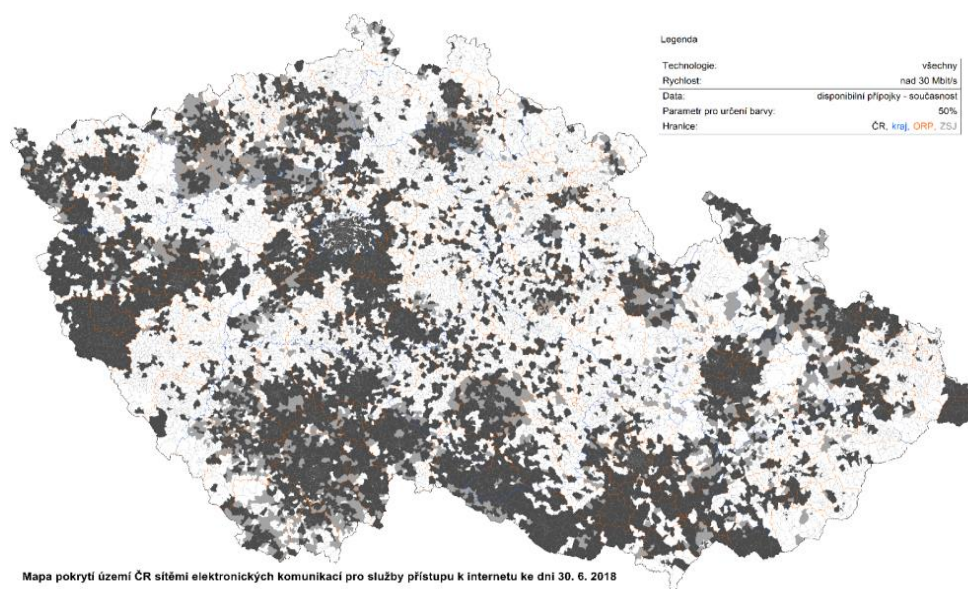 Legenda
Technologie: všechny
Rychlost: nad 30 Mbit/s
Data: disponibilní přípojky - současnost
Parametr pro určení barvy: 50%
Hranice: ČR, kraj, ORP, ZSJ
Mapa pokrytí území ČR sítěmi elektronických komunikací pro služby přístupu k internetu ke dni 30. 6. 2018